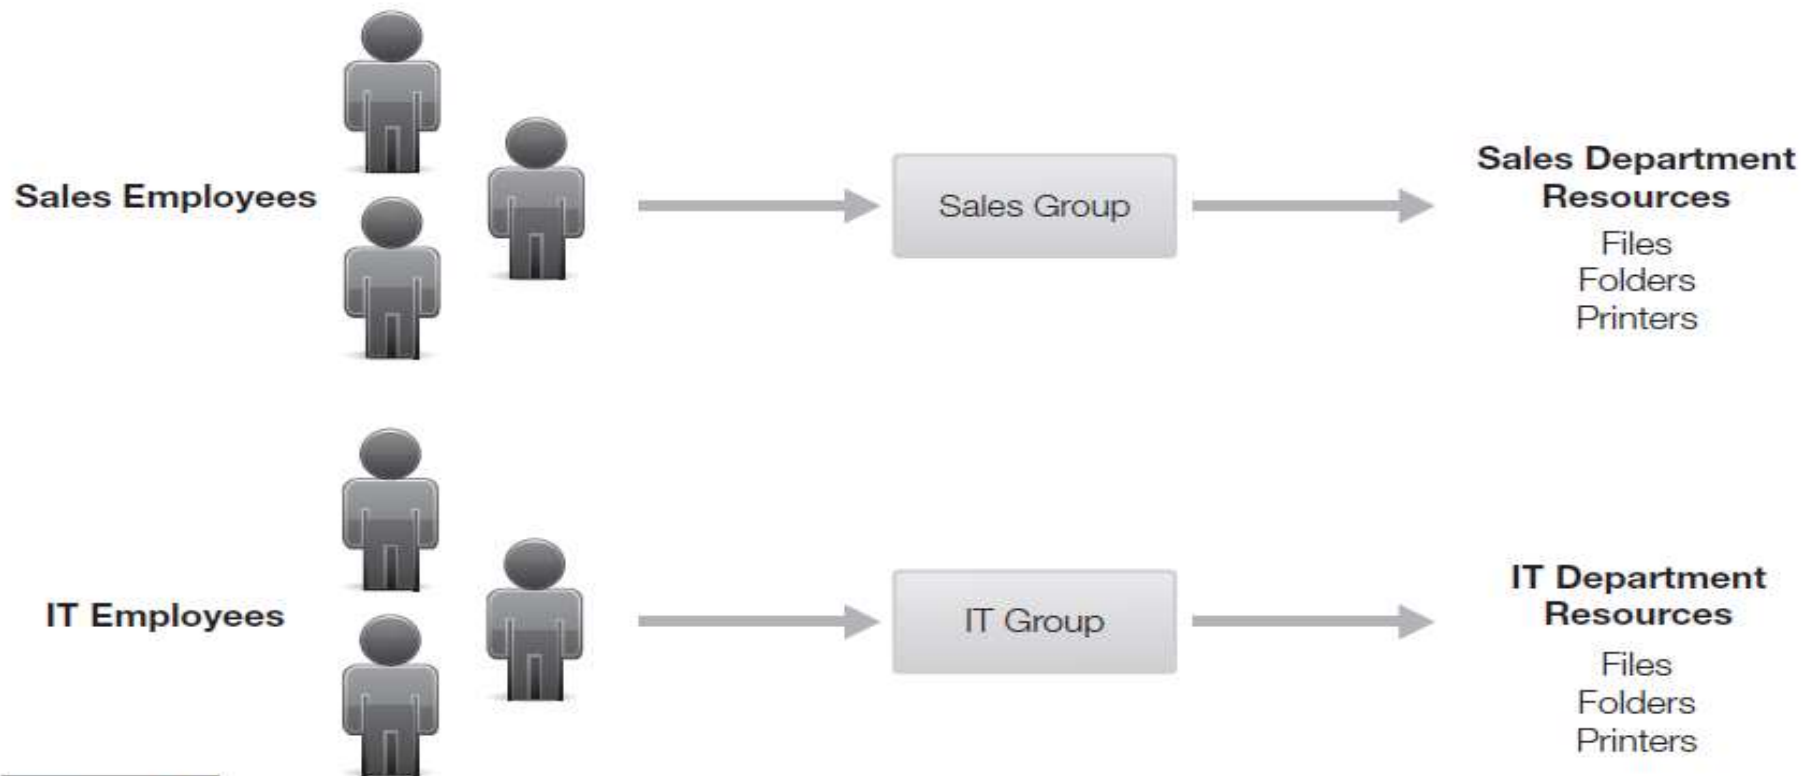 Sales Employees
Sales Group
Sales Department
Resources
Files
Folders
Printers
IT Employees
IT Group
IT Department
Resources
Files
Folders
Printers